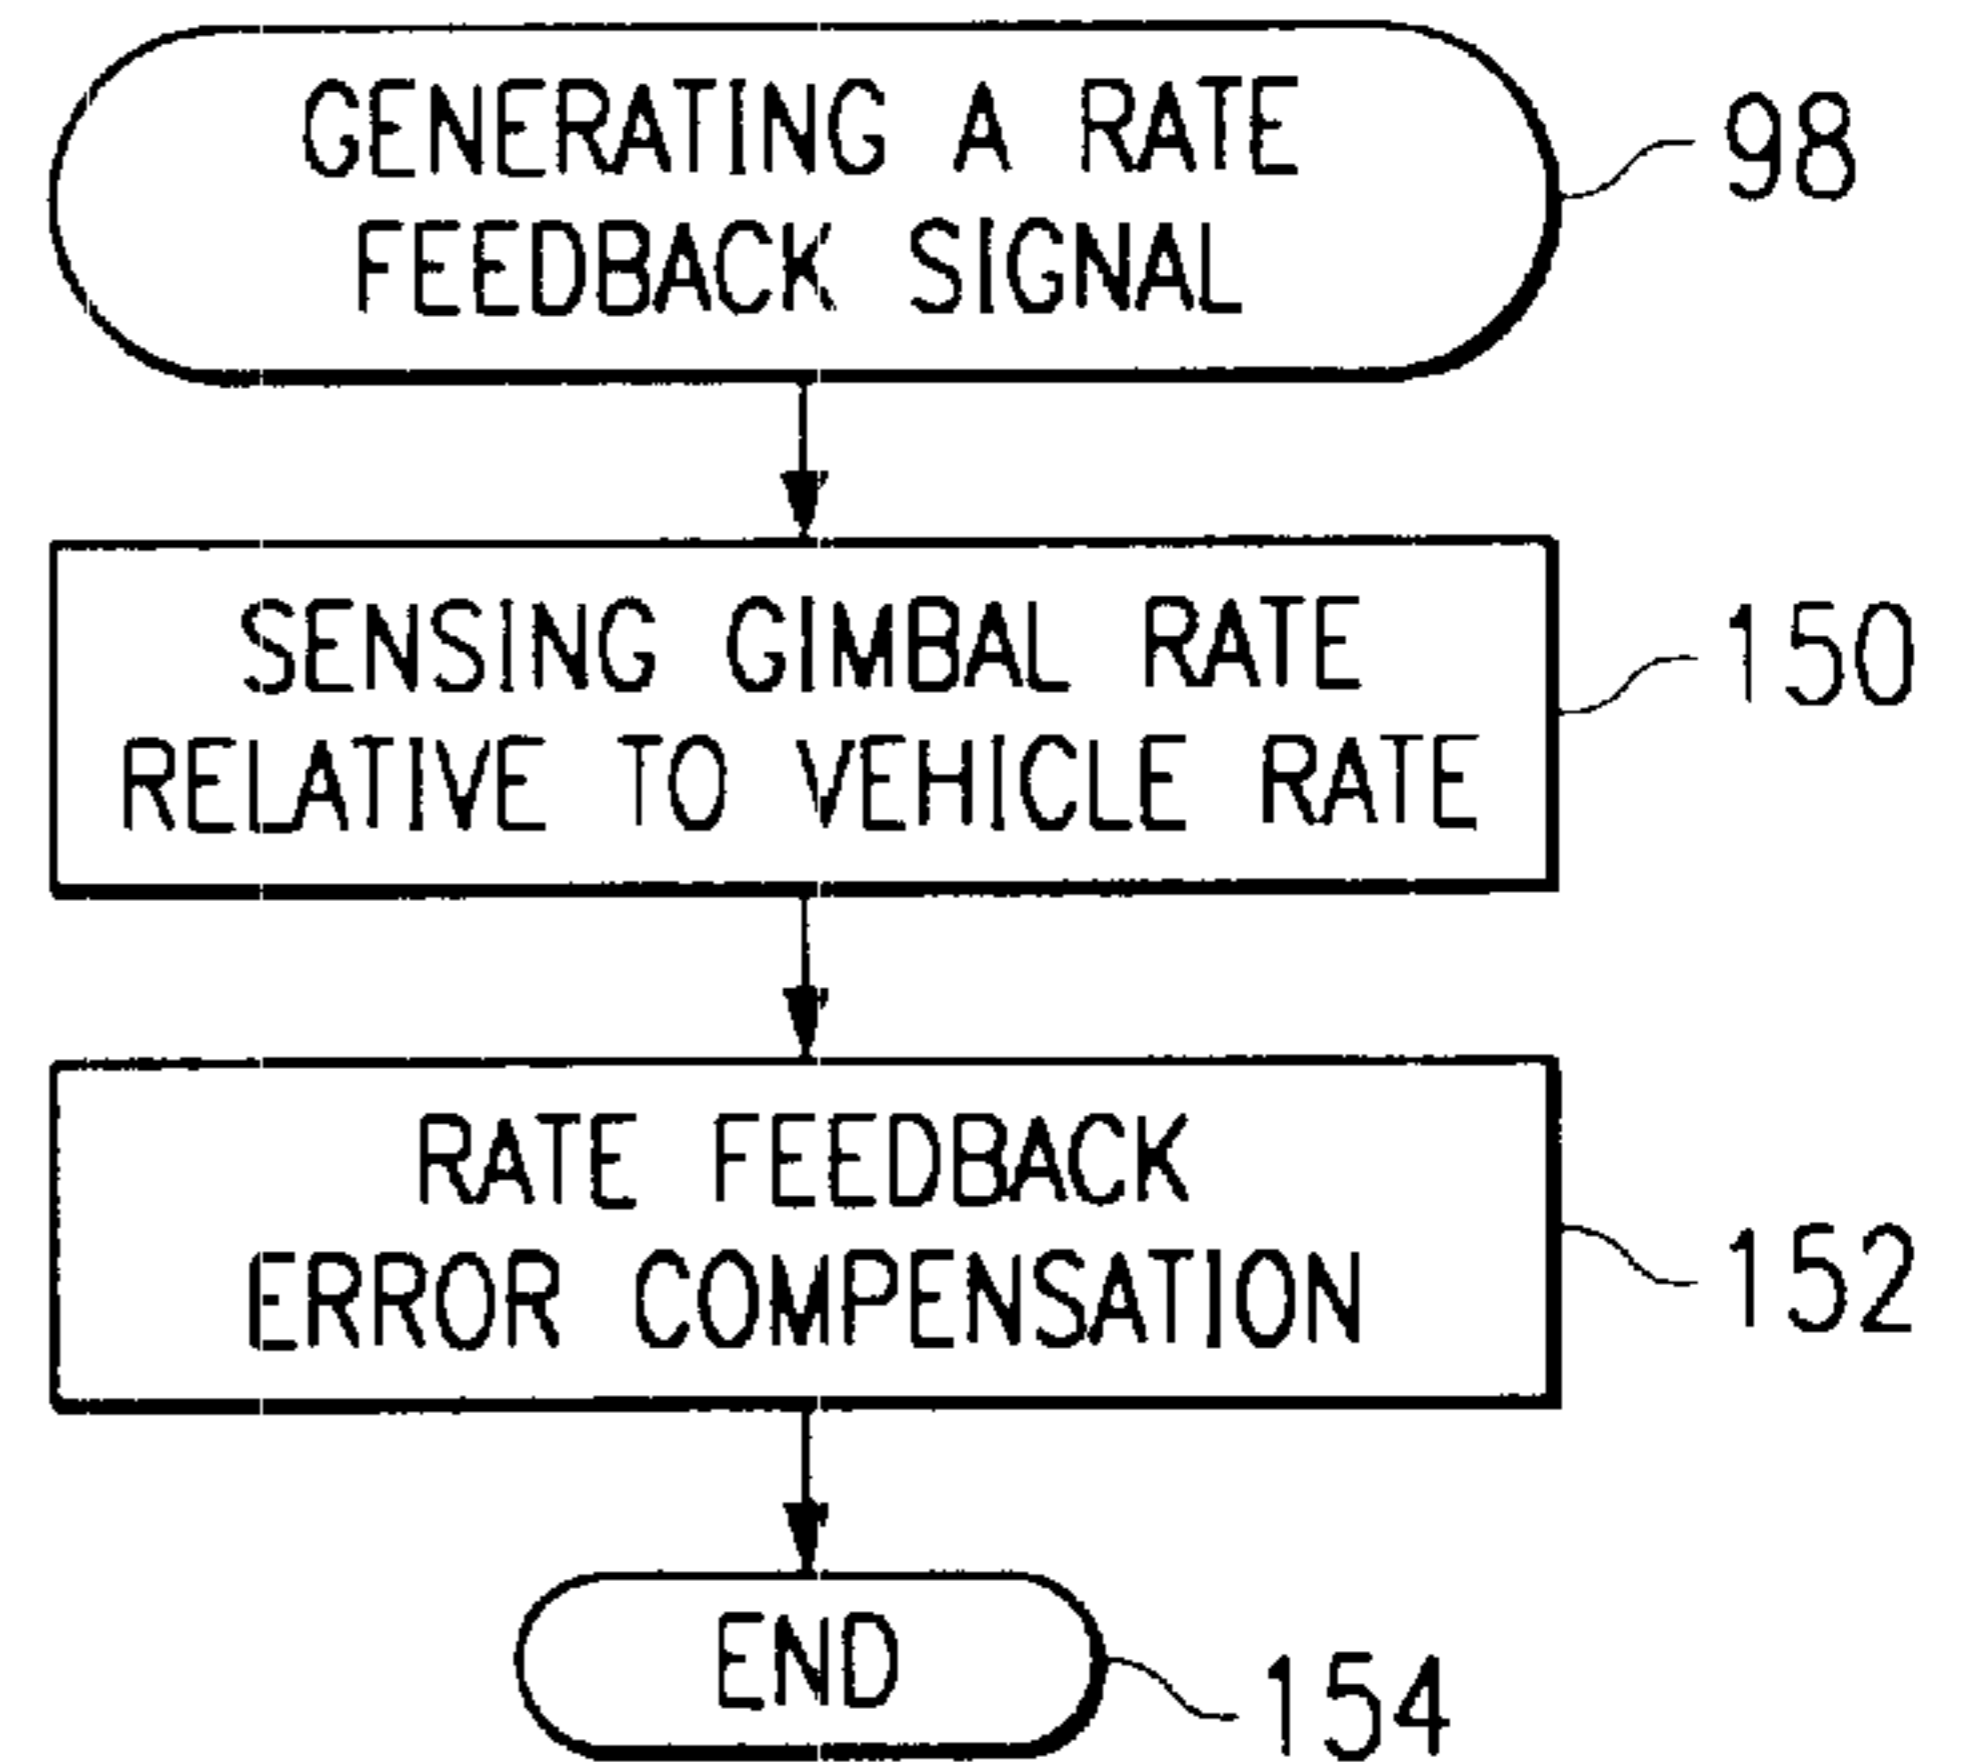 GENERATING A RATE
FEEDBACK SIGNAL
98
SENSING GIMBAL RATE
RELATIVE TO VEHICLE RATE
150
RATE FEEDBACK
ERROR COMPENSATION
152
END
154